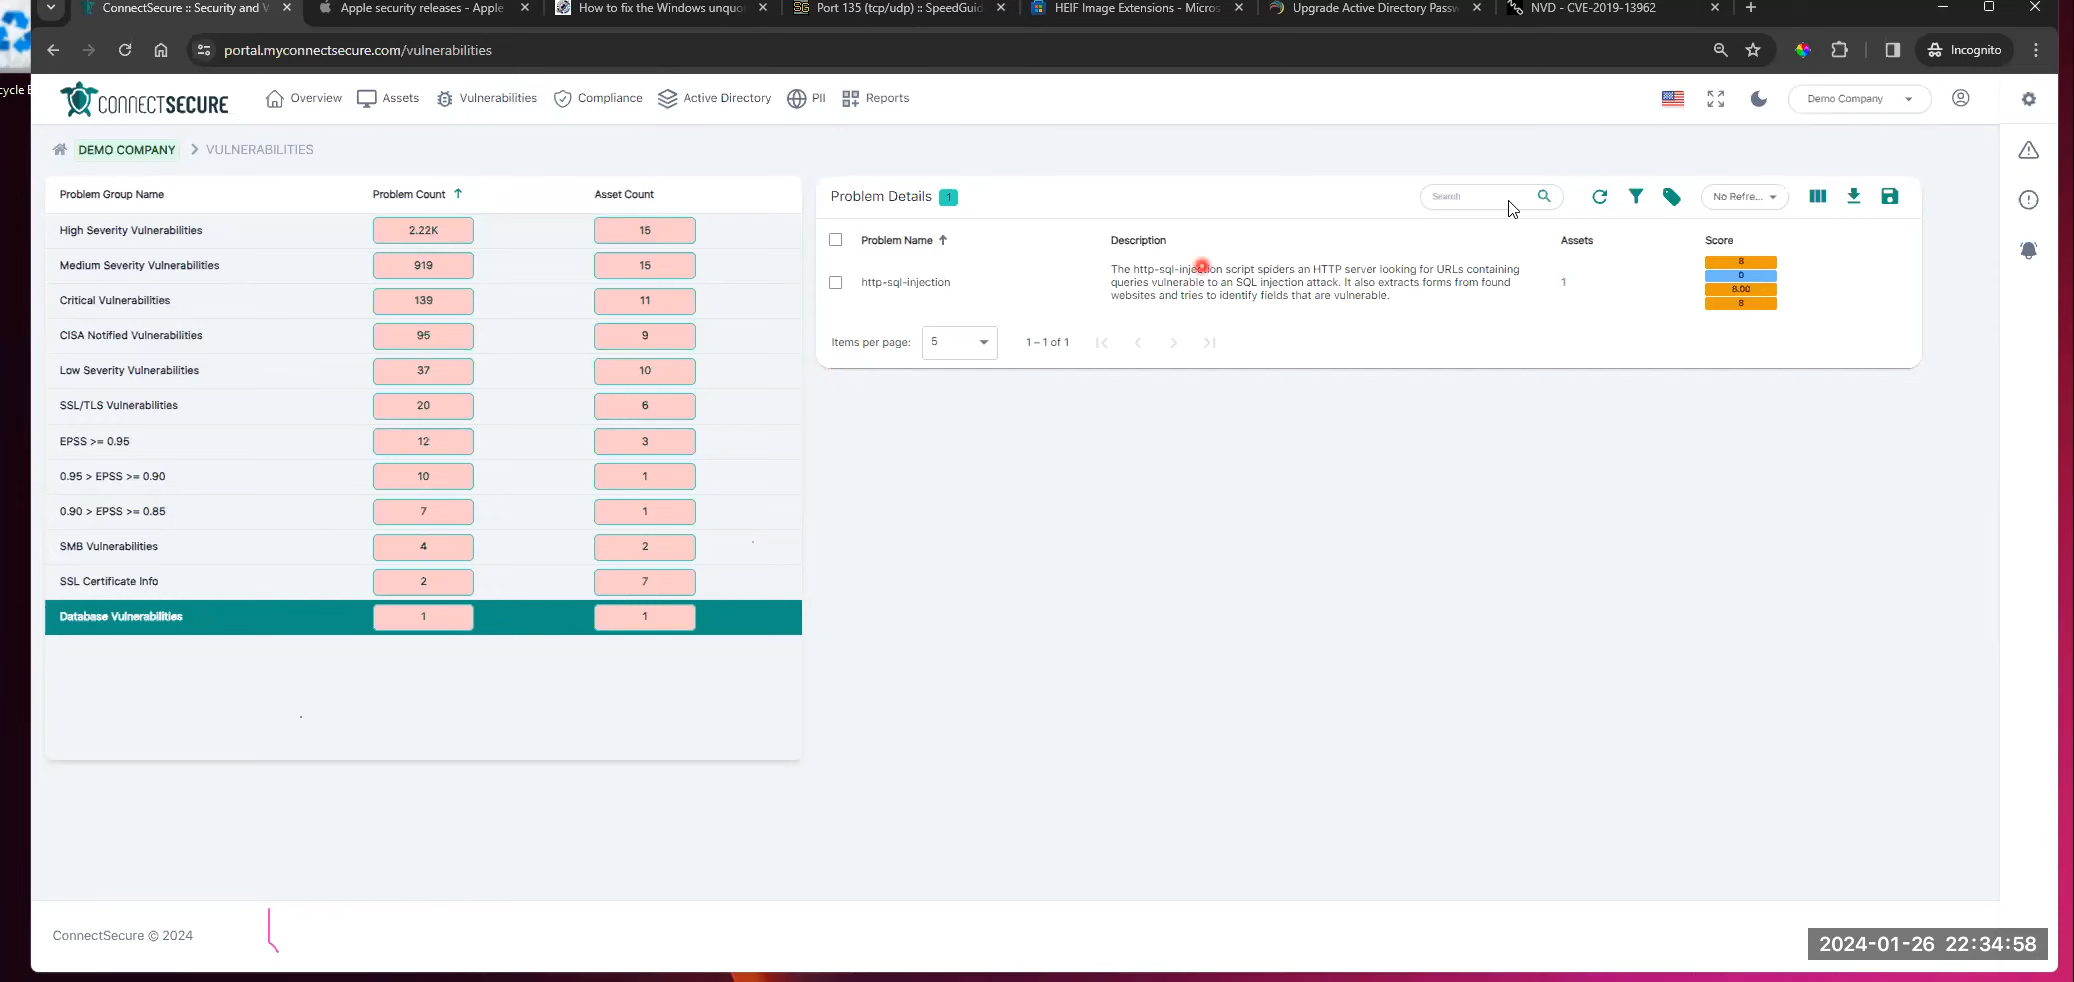 ConnectSecure :: Security and V
Apple security releases - Apple
How to fix the Windows unquo
Port 135 (tcp/udp) :: SpeedGuid
HEIF Image Extensions - Micros
Upgrade Active Directory Passw
NVD - CVE-2019-13962
portal.myconnectsecure.com/vulnerabilities
Incognito
CONNECTSECURE
Overview
Assets
Vulnerabilities
Compliance
Active Directory
PII
Reports
Demo Company
DEMO COMPANY > VULNERABILITIES
Problem Group Name Problem Count Asset Count
High Severity Vulnerabilities 2.22K 15
Medium Severity Vulnerabilities 919 15
Critical Vulnerabilities 139 11
CISA Notified Vulnerabilities 95 9
Low Severity Vulnerabilities 37 10
SSL/TLS Vulnerabilities 20 6
EPSS >= 0.95 12 3
0.95 > EPSS >= 0.90 10 1
0.90 > EPSS >= 0.85 7 1
SMB Vulnerabilities 4 2
SSL Certificate Info 2 7
Database Vulnerabilities 1 1
Problem Details 1
Search
No Refre...
Problem Name Description Assets Score
http-sql-injection
The http-sql-injection script spiders an HTTP server looking for URLs containing
queries vulnerable to an SQL injection attack. It also extracts forms from found
websites and tries to identify fields that are vulnerable.
1
8
0
8.00
8
Items per page: 5 1 – 1 of 1
ConnectSecure © 2024
2024-01-26 22:34:58